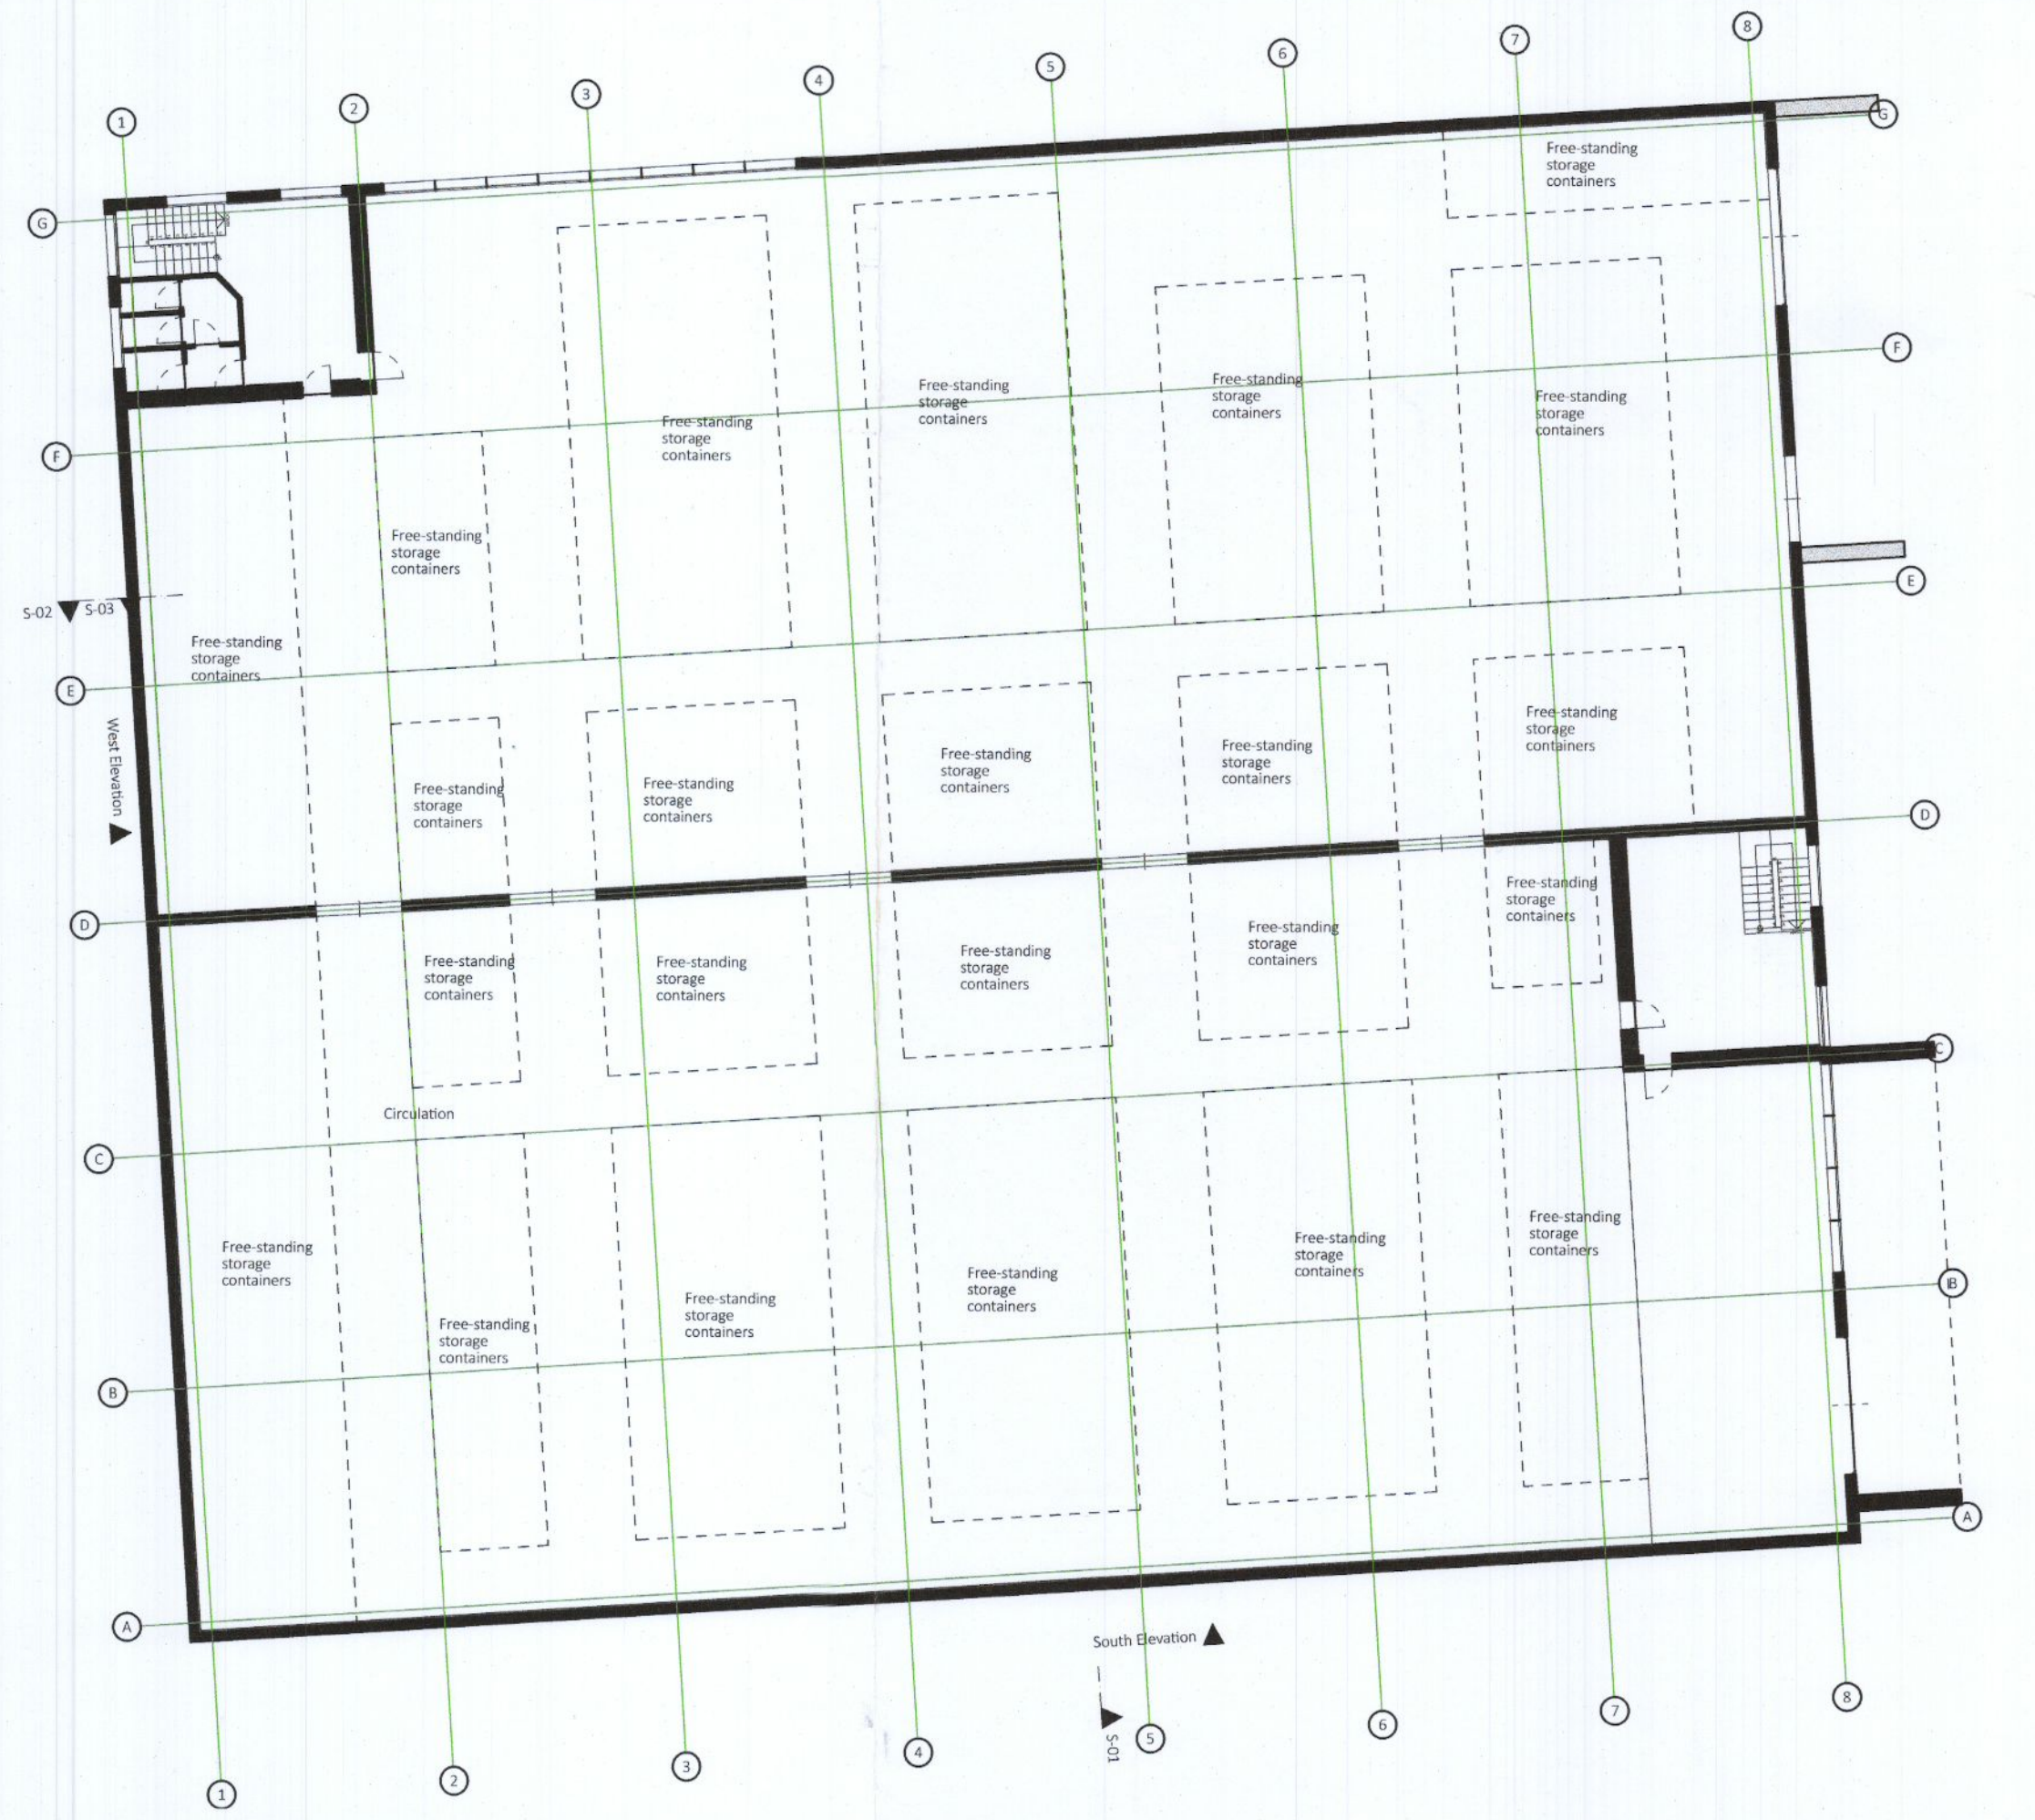 8
7
6
5
4
3
2
1
G
Free-standing
storage
containers
G
F
Free-standing
storage
containers
Free-standing
storage
containers
Free-standing
storage
containers
Free-standing
storage
containers
F
Free-standing
storage
containers
E
S-02
S-03
Free-standing
storage
containers
E
West Elevation
Free-standing
storage
containers
Free-standing
storage
containers
Free-standing
storage
containers
Free-standing
storage
containers
Free-standing
storage
containers
D
D
Free-standing
storage
containers
Free-standing
storage
containers
Free-standing
storage
containers
Free-standing
storage
containers
Free-standing
storage
containers
C
Circulation
C
Free-standing
storage
containers
Free-standing
storage
containers
Free-standing
storage
containers
Free-standing
storage
containers
Free-standing
storage
containers
Free-standing
storage
containers
B
B
A
A
South Elevation
S-01
8
7
6
5
4
3
2
1